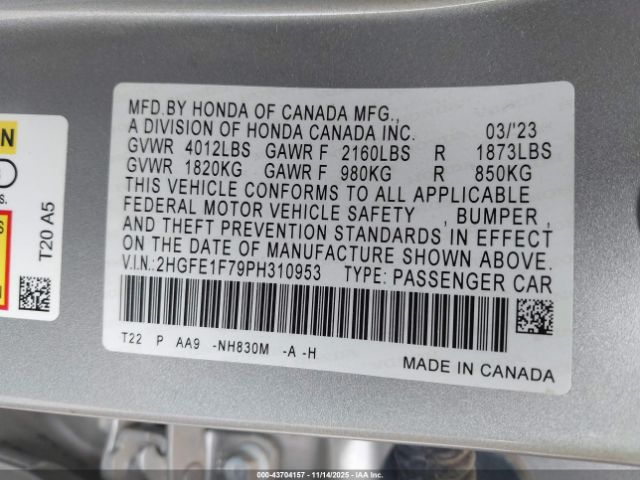 MFD.BY HONDA OF CANADA MFG.,
A DIVISION OF HONDA CANADA INC. 03/'23
GVWR 4012LBS GAWR F 2160LBS R 1873LBS
GVWR 1820KG GAWR F 980KG R 850KG
THIS VEHICLE CONFORMS TO ALL APPLICABLE
FEDERAL MOTOR VEHICLE SAFETY , BUMPER ,
AND THEFT PREVENTION STANDARDS IN EFFECT
ON THE DATE OF MANUFACTURE SHOWN ABOVE.
V.I.N.:2HGFE1F79PH310953 TYPE: PASSENGER CAR
T22 P AA9 -NH830M -A -H
MADE IN CANADA
T20 A5
000-43704157 | 11/14/2025 - IAA, Inc.